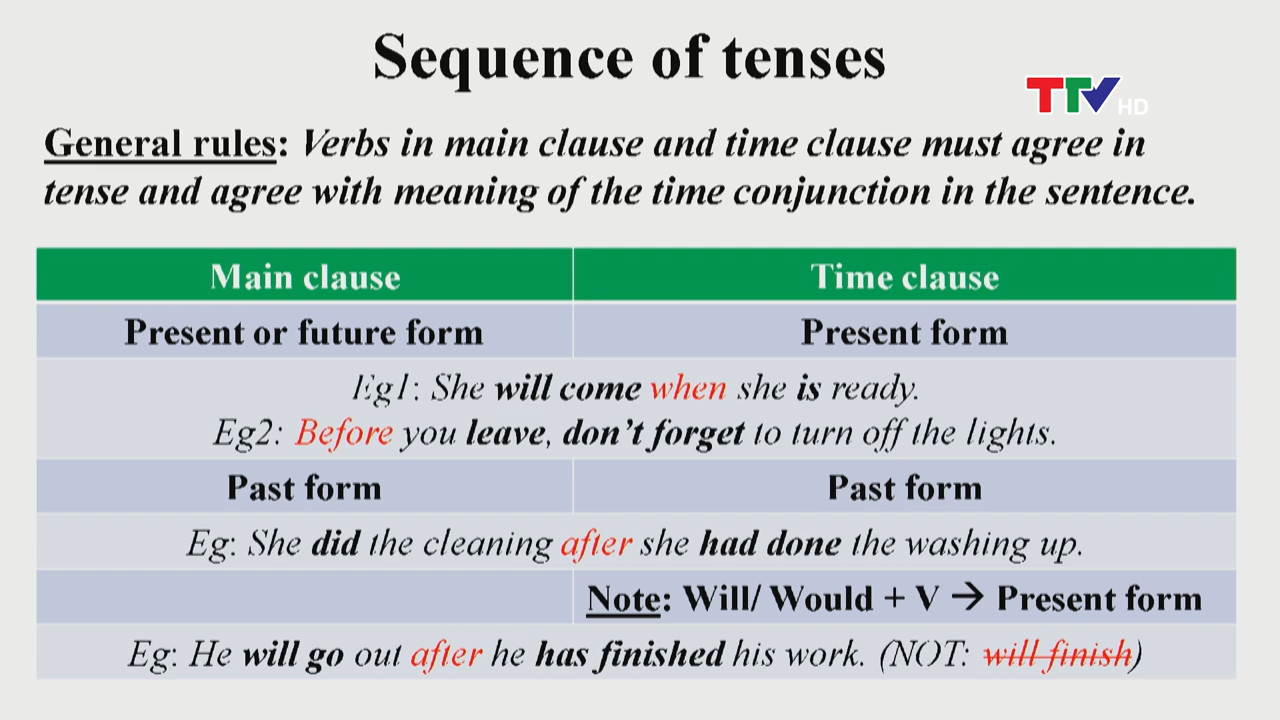 Sequence of tenses
TTV HD
General rules: Verbs in main clause and time clause must agree in
tense and agree with meaning of the time conjunction in the sentence.
Main clause Time clause
Present or future form Present form
Eg1: She will come when she is ready.
Eg2: Before you leave, don’t forget to turn off the lights.
Past form Past form
Eg: She did the cleaning after she had done the washing up.
Note: Will/ Would + V → Present form
Eg: He will go out after he has finished his work. (NOT: will finish)